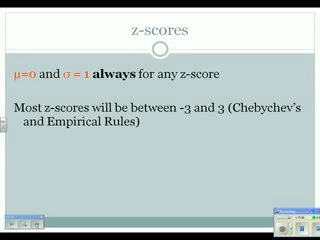 z-scores
μ=0 and σ = 1 always for any z-score
Most z-scores will be between -3 and 3 (Chebychev's
and Empirical Rules)